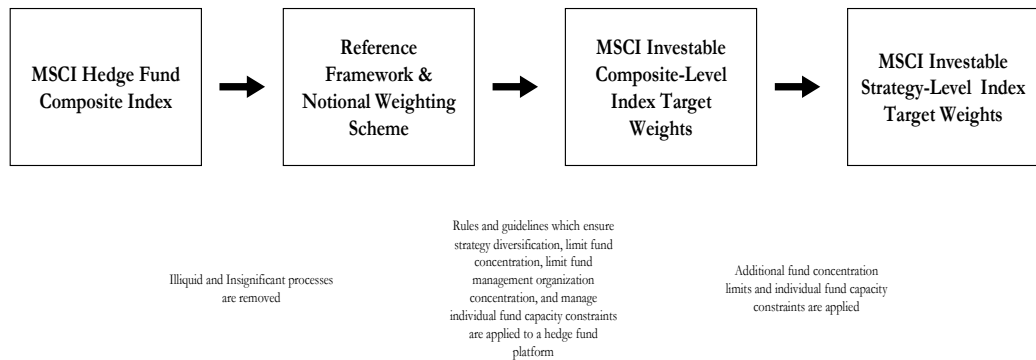 MSCI Hedge Fund
Composite Index
Reference
Framework &
Notional Weighting
Scheme
MSCI Investable
Composite-Level
Index Target
Weights
MSCI Investable
Strategy-Level Index
Target Weights
Illiquid and Insignificant processes
are removed
Rules and guidelines which ensure
strategy diversification, limit fund
concentration, limit fund
management organization
concentration, and manage
individual fund capacity constraints
are applied to a hedge fund
platform
Additional fund concentration
limits and individual fund capacity
constraints are applied